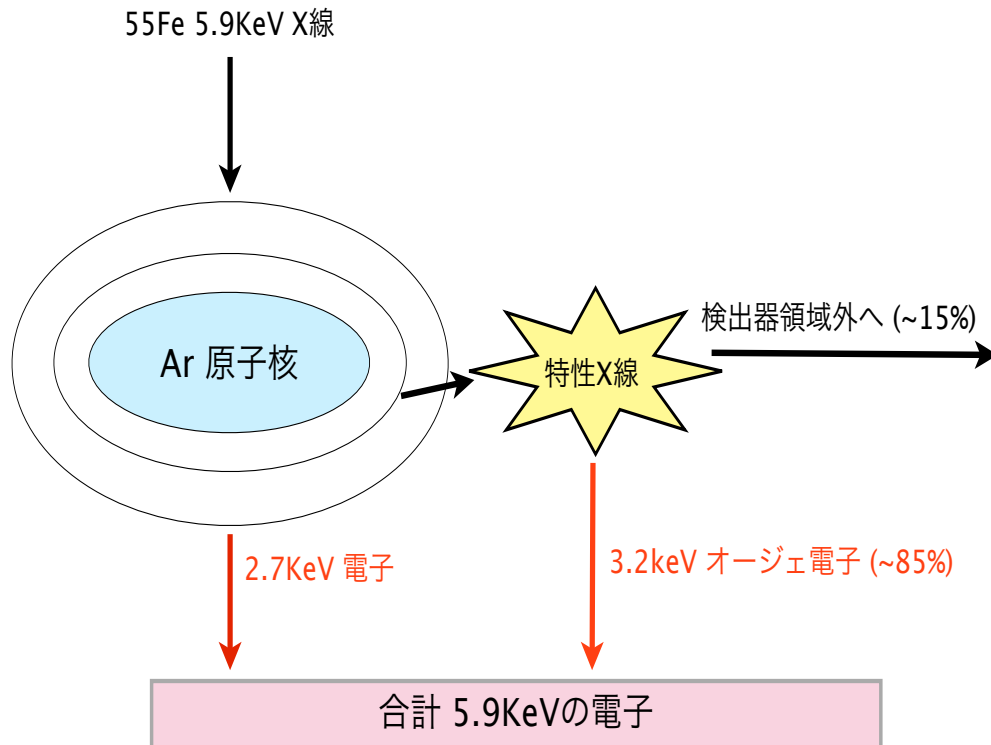 55Fe 5.9KeV X線
Ar 原子核
特性X線
検出器領域外へ (~15%)
2.7KeV 電子
3.2keV オージェ電子 (~85%)
合計 5.9KeVの電子